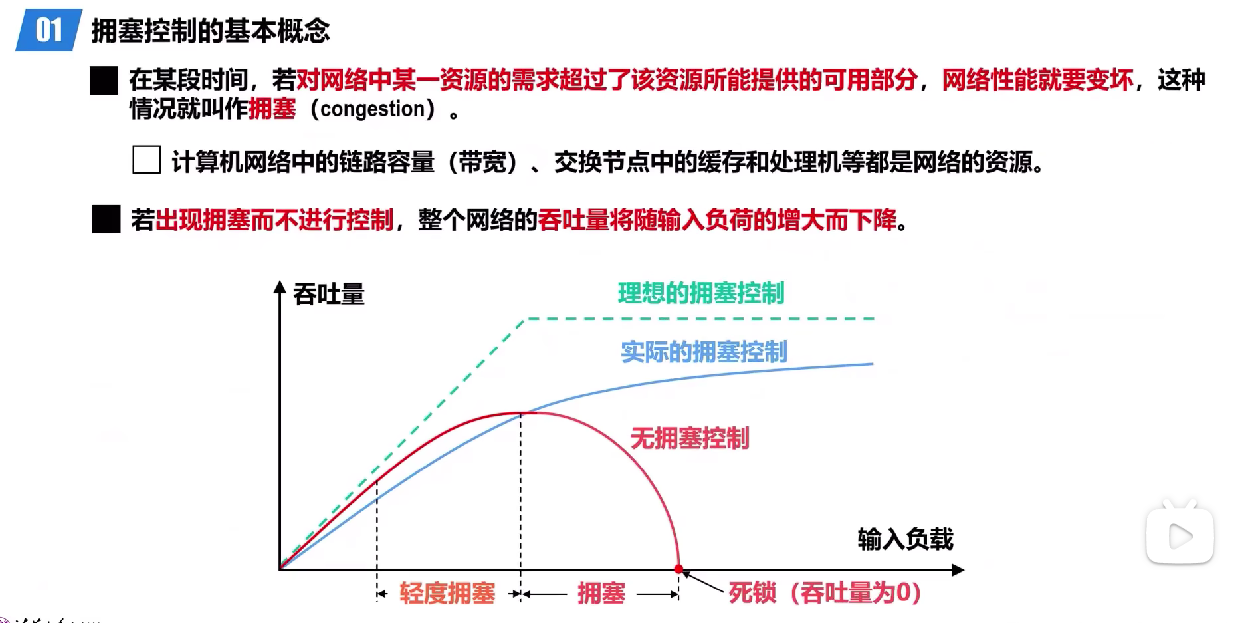 01 拥塞控制的基本概念
在某段时间，若对网络中某一资源的需求超过了该资源所能提供的可用部分，网络性能就要变坏，这种
情况就叫作拥塞（congestion）。
计算机网络中的链路容量（带宽）、交换节点中的缓存和处理机等都是网络的资源。
若出现拥塞而不进行控制，整个网络的吞吐量将随输入负荷的增大而下降。
吞吐量
理想的拥塞控制
实际的拥塞控制
无拥塞控制
输入负载
轻度拥塞
拥塞
死锁（吞吐量为0）